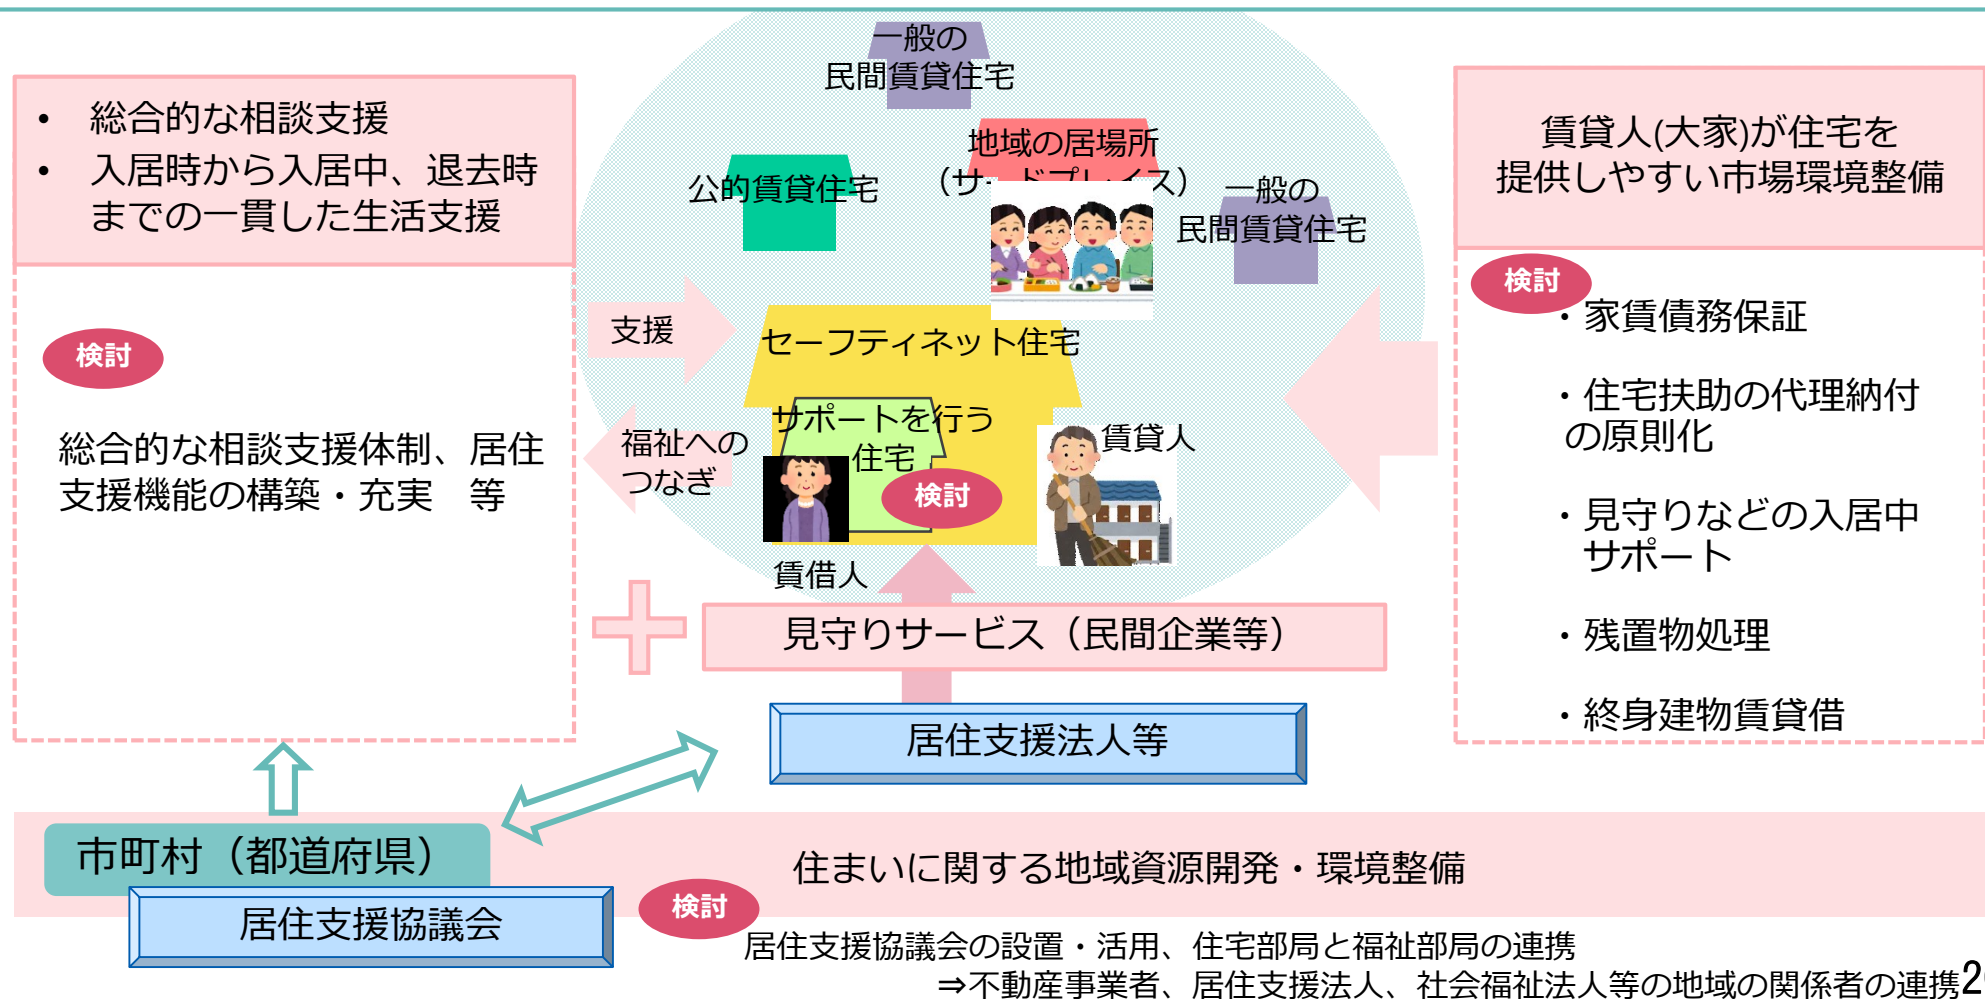 • 総合的な相談支援
• 入居時から入居中、退去時
までの一貫した生活支援
検討
総合的な相談支援体制、居住
支援機能の構築・充実　等
一般の
民間賃貸住宅
公的賃貸住宅
地域の居場所
（サードプレイス）
一般の
民間賃貸住宅
支援
セーフティネット住宅
福祉への
つなぎ
サポートを行う
住宅
検討
賃貸人
賃借人
見守りサービス（民間企業等）
居住支援法人等
賃貸人(大家)が住宅を
提供しやすい市場環境整備
検討
・家賃債務保証
・住宅扶助の代理納付
の原則化
・見守りなどの入居中
サポート
・残置物処理
・終身建物賃貸借
市町村（都道府県）
居住支援協議会
住まいに関する地域資源開発・環境整備
検討
居住支援協議会の設置・活用、住宅部局と福祉部局の連携
⇒不動産事業者、居住支援法人、社会福祉法人等の地域の関係者の連携